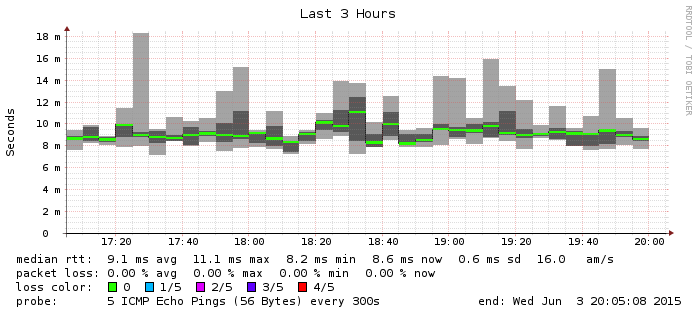 Last 3 Hours
RRDTOOL / TOBI OETIKER
Seconds
18 m
16 m
14 m
12 m
10 m
8 m
6 m
4 m
2 m
0
17:20 17:40 18:00 18:20 18:40 19:00 19:20 19:40 20:00
median rtt: 9.1 ms avg 11.1 ms max 8.2 ms min 8.6 ms now 0.6 ms sd 16.0 am/s
packet loss: 0.00 % avg 0.00 % max 0.00 % min 0.00 % now
loss color: 0 1/5 2/5 3/5 4/5
probe: 5 ICMP Echo Pings (56 Bytes) every 300s end: Wed Jun 3 20:05:08 2015